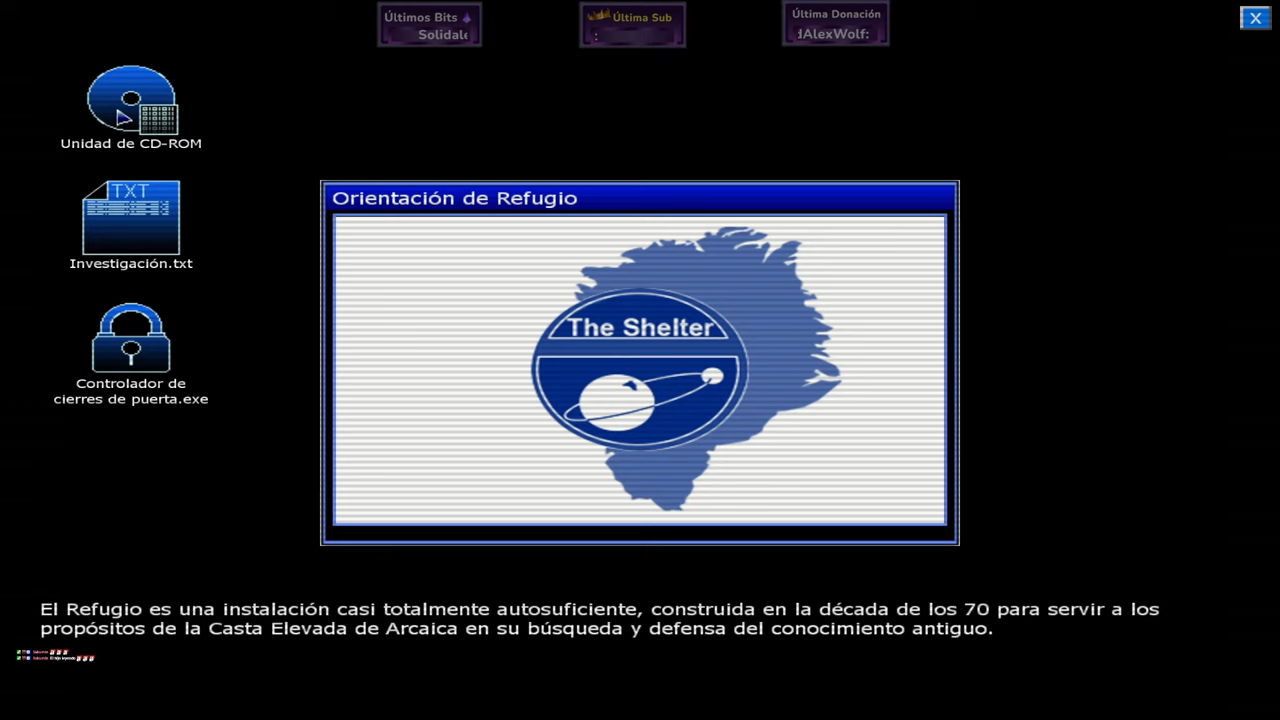 Últimos Bits
Solidale
Última Sub
:
Última Donación
AlexWolf:
X
Unidad de CD-ROM
TXT
Investigación.txt
Controlador de
cierres de puerta.exe
Orientación de Refugio
The Shelter
El Refugio es una instalación casi totalmente autosuficiente, construida en la década de los 70 para servir a los
propósitos de la Casta Elevada de Arcaica en su búsqueda y defensa del conocimiento antiguo.